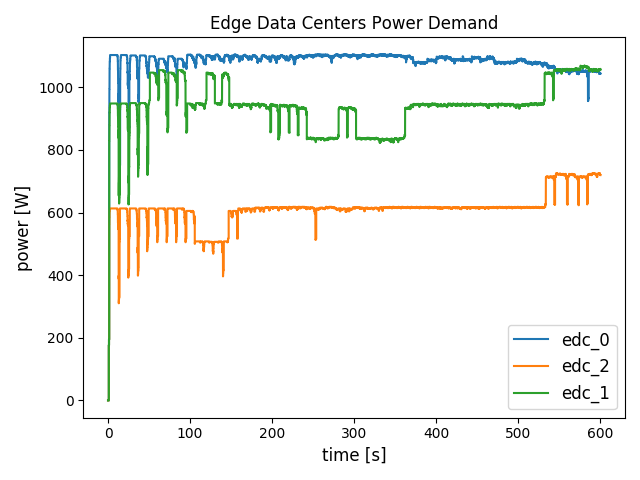 Edge Data Centers Power Demand
power [W]
1000
800
600
400
200
0
0 100 200 300 400 500 600
time [s]
edc_0
edc_2
edc_1